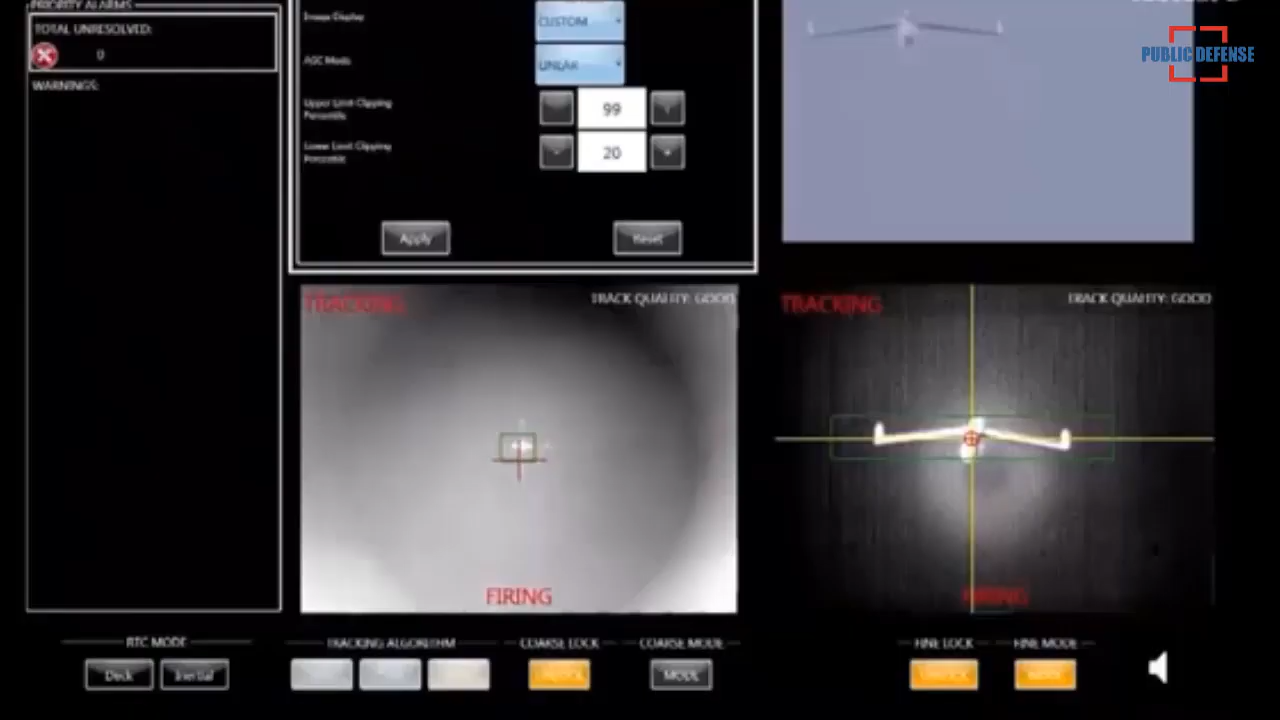 PRIORITY ALARMS
TOTAL UNRESOLVED:
0
WARNINGS:
Image Display
CUSTOM
AGC Mode
LINEAR
Upper Limit Clipping
Percentile
99
Lower Limit Clipping
Percentile
20
Apply
Reset
PUBLIC DEFENSE
TRACKING
TRACK QUALITY: GOOD
FIRING
TRACKING
TRACK QUALITY: GOOD
FIRING
RTC MODE
Deck
Inertial
TRACKING ALGORITHM
COARSE LOCK
COARSE MODE
MODE
FINE LOCK
FINE MODE